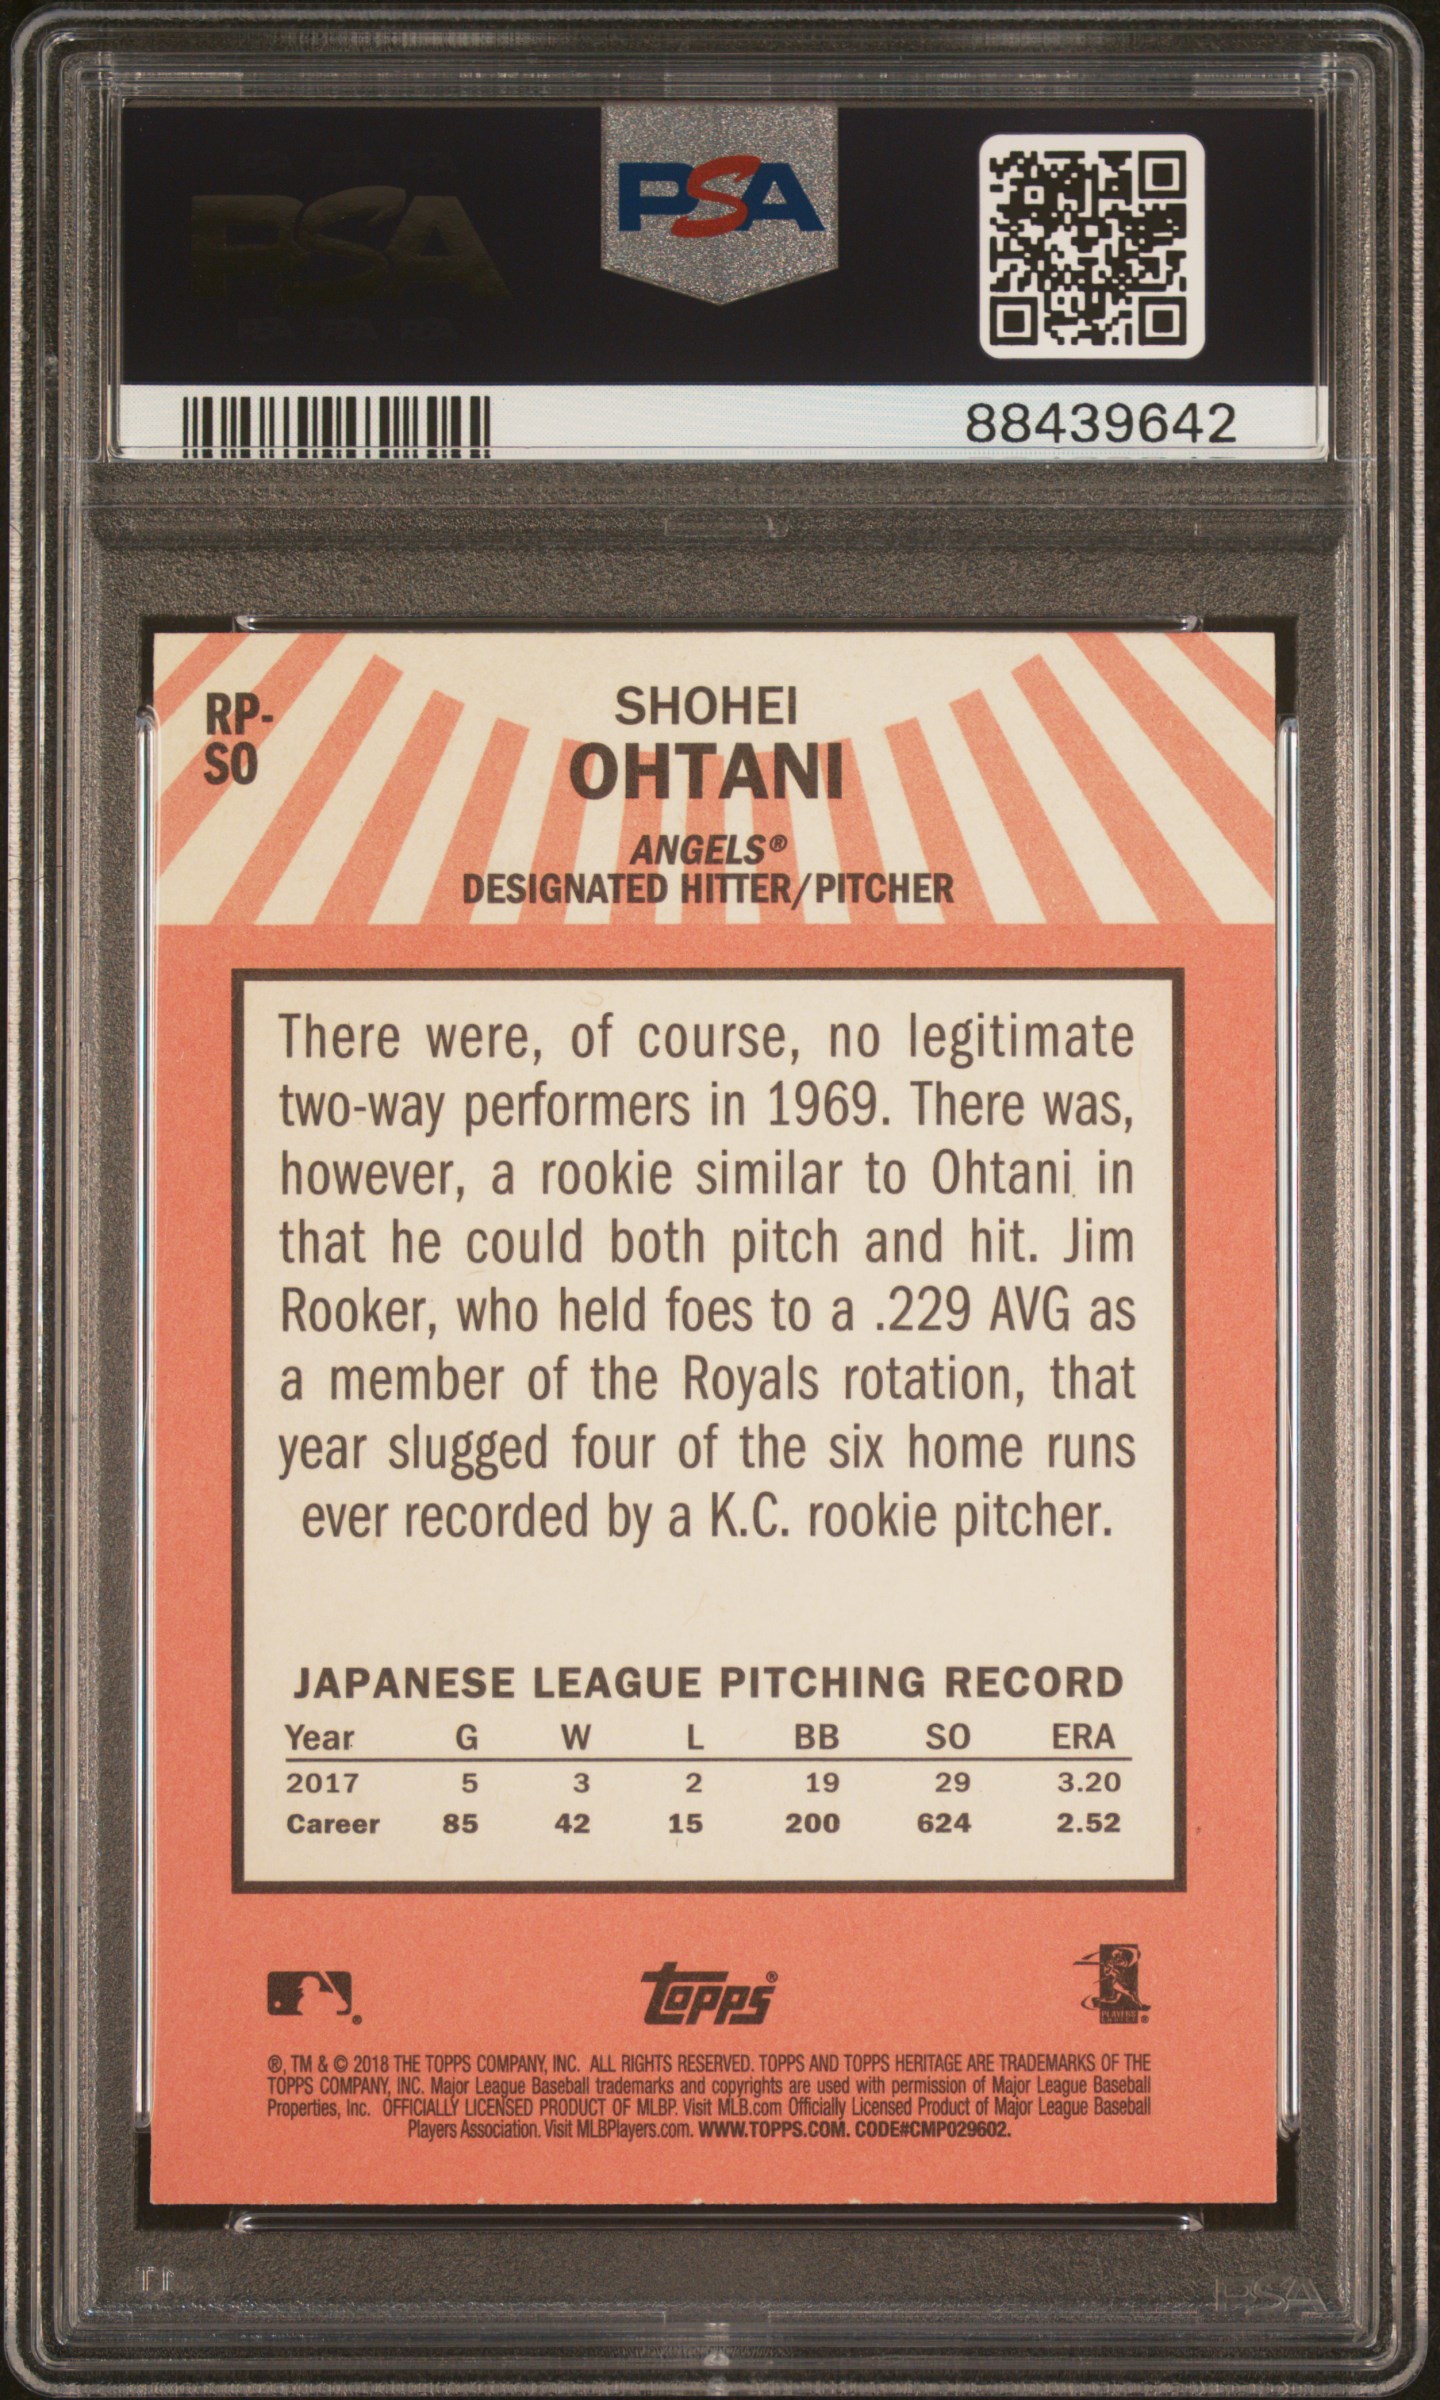 PSA
PSA
88439642
RP-
SO
SHOHEI
OHTANI
ANGELS®
DESIGNATED HITTER/PITCHER
There were, of course, no legitimate
two-way performers in 1969. There was,
however, a rookie similar to Ohtani in
that he could both pitch and hit. Jim
Rooker, who held foes to a .229 AVG as
a member of the Royals rotation, that
year slugged four of the six home runs
ever recorded by a K.C. rookie pitcher.
JAPANESE LEAGUE PITCHING RECORD
Year G W L BB SO ERA
2017 5 3 2 19 29 3.20
Career 85 42 15 200 624 2.52
topps®
®, TM & © 2018 THE TOPPS COMPANY, INC. ALL RIGHTS RESERVED. TOPPS AND TOPPS HERITAGE ARE TRADEMARKS OF THE
TOPPS COMPANY, INC. Major League Baseball trademarks and copyrights are used with permission of Major League Baseball
Properties, Inc. OFFICIALLY LICENSED PRODUCT OF MLBP. Visit MLB.com Officially Licensed Product of Major League Baseball
Players Association. Visit MLBPlayers.com. WWW.TOPPS.COM. CODE#CMP029602.
PSA